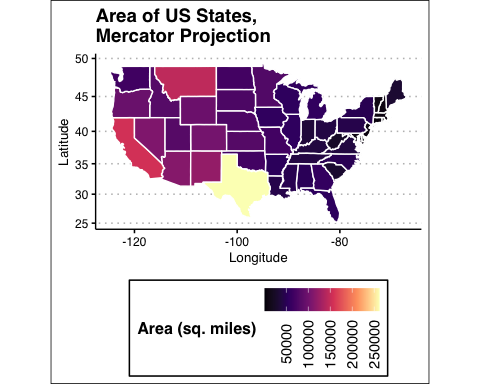 Area of US States,
Mercator Projection
50
45
40
35
30
25
Latitude
-120
-100
-80
Longitude
Area (sq. miles)
50000
100000
150000
200000
250000